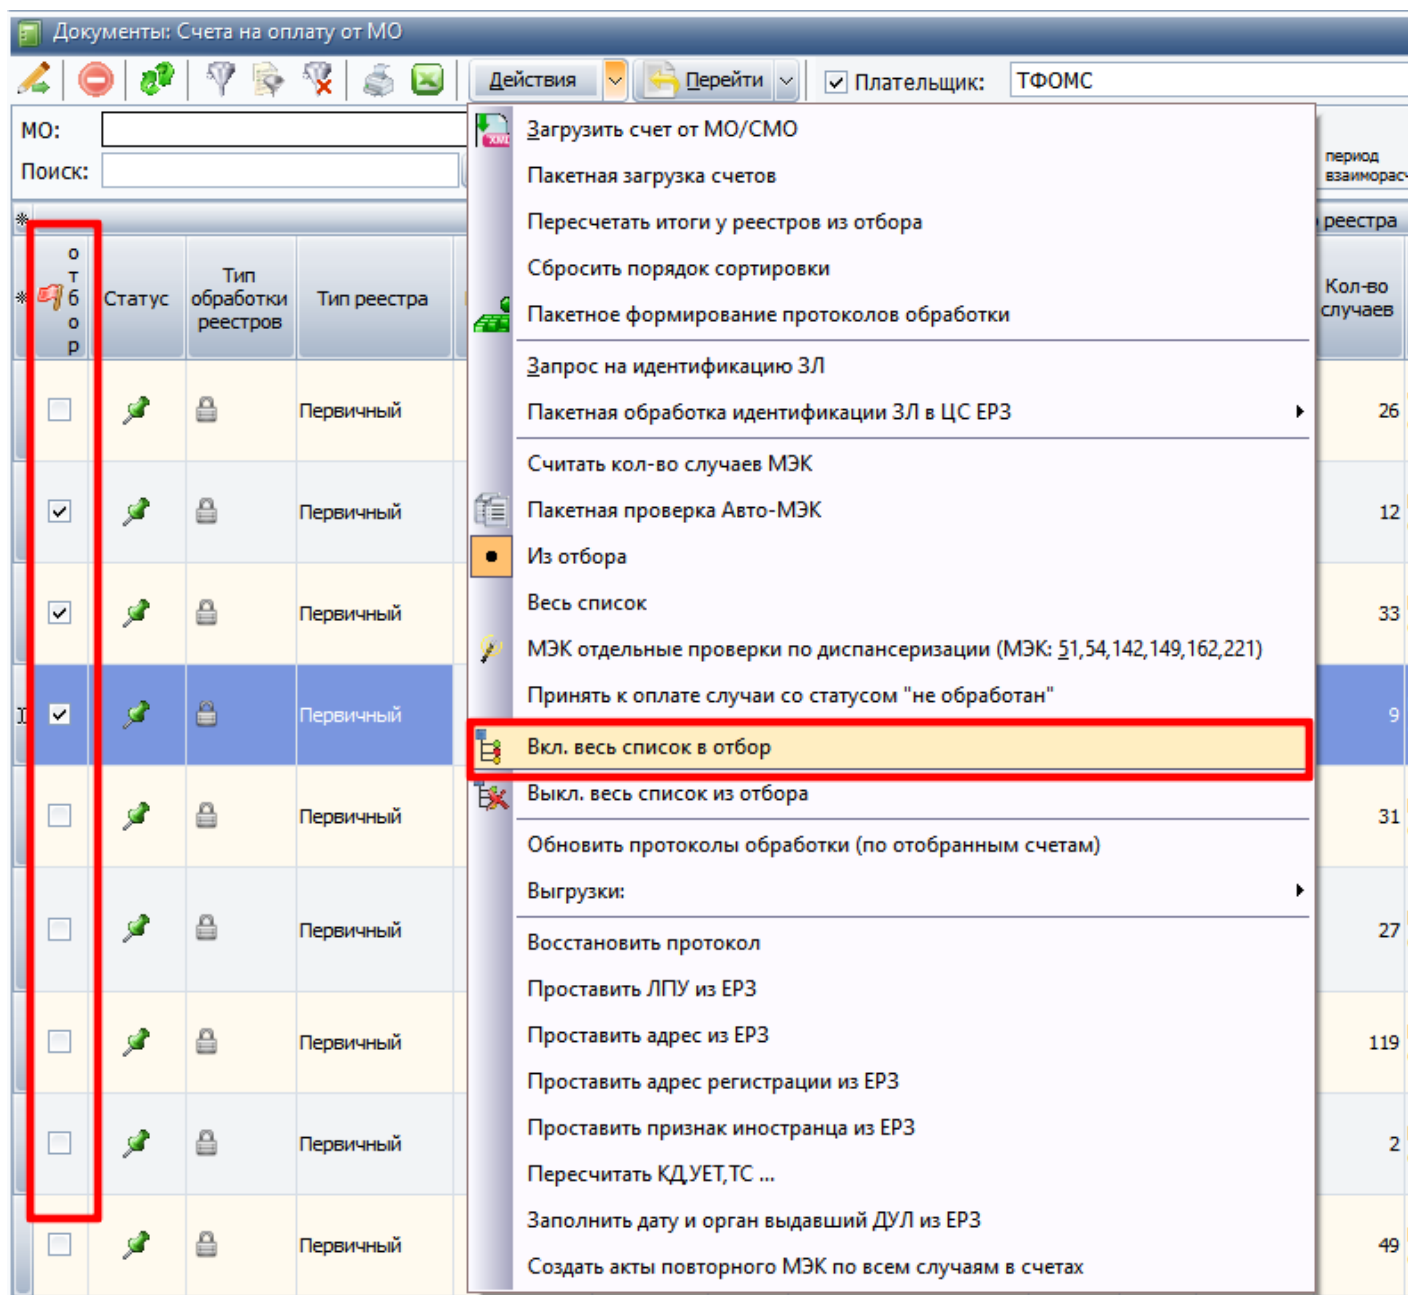 Документы: Счета на оплату от МО
Действия Перейти Плательщик: ТФОМС
МО:
Поиск:
период
взаиморасч
реестра
отбор
Статус
Тип обработки реестров
Тип реестра
Кол-во случаев
Загрузить счет от МО/СМО
Пакетная загрузка счетов
Пересчетать итоги у реестров из отбора
Сбросить порядок сортировки
Пакетное формирование протоколов обработки
Запрос на идентификацию ЗЛ
Пакетная обработка идентификации ЗЛ в ЦС ЕРЗ
Считать кол-во случаев МЭК
Пакетная проверка Авто-МЭК
Из отбора
Весь список
МЭК отдельные проверки по диспансеризации (МЭК: 51,54,142,149,162,221)
Принять к оплате случаи со статусом "не обработан"
Вкл. весь список в отбор
Выкл. весь список из отбора
Обновить протоколы обработки (по отобранным счетам)
Выгрузки:
Восстановить протокол
Проставить ЛПУ из ЕРЗ
Проставить адрес из ЕРЗ
Проставить адрес регистрации из ЕРЗ
Проставить признак иностранца из ЕРЗ
Пересчитать КД,УЕТ,ТС ...
Заполнить дату и орган выдавший ДУЛ из ЕРЗ
Создать акты повторного МЭК по всем случаям в счетах
Первичный 26
Первичный 12
Первичный 33
Первичный 9
Первичный 31
Первичный 27
Первичный 119
Первичный 2
Первичный 49